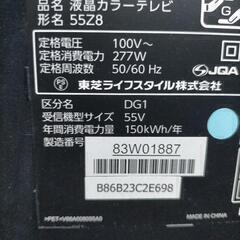 品名 液晶カラーテレビ
形名 55Z8
定格電圧 100V～
定格消費電力 277W
定格周波数 50/60 Hz
JQA
東芝ライフスタイル株式会社
区分名 DG1
受信機型サイズ 55V
年間消費電力量 150kWh/年
製造番号
83W01887
B86B23C2E698